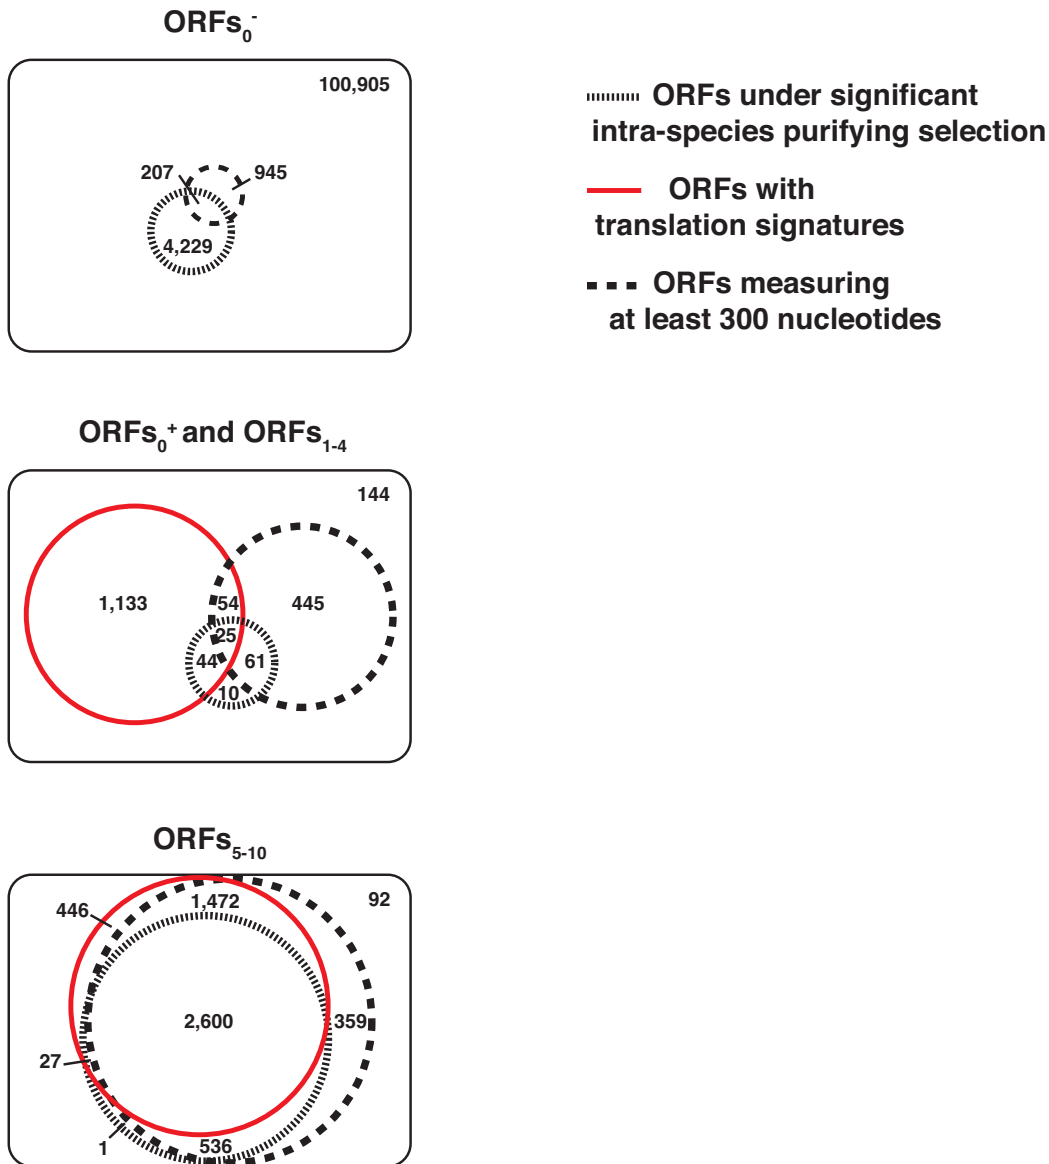 ORFs0-
100,905
207
945
4,229
ORFs under significant
intra-species purifying selection
ORFs with
translation signatures
ORFs measuring
at least 300 nucleotides
ORFs0+ and ORFs1-4
144
1,133
54
445
25
44
61
10
ORFs5-10
92
446
1,472
2,600
359
27
1
536